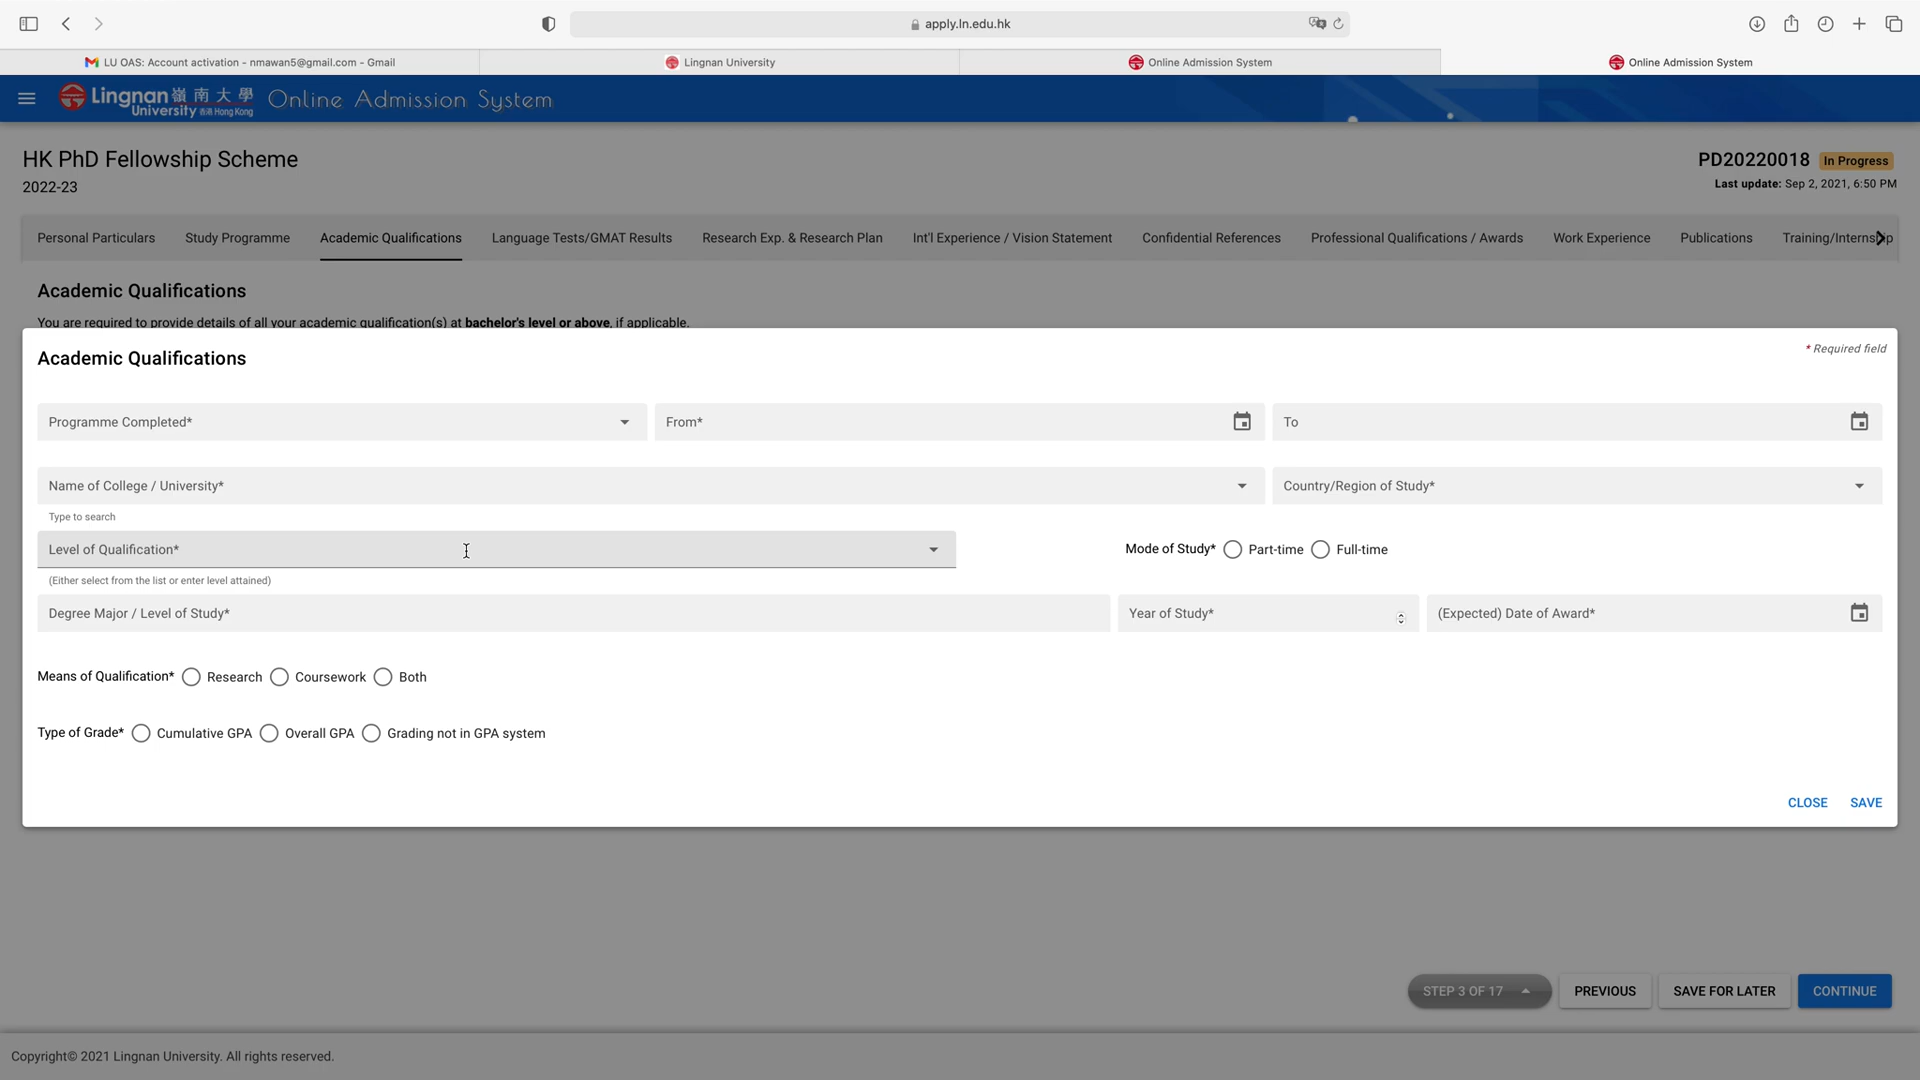 apply.ln.edu.hk
LU OAS: Account activation - nmawan5@gmail.com - Gmail
Lingnan University
Online Admission System
Online Admission System
Lingnan 嶺南大學
University 香港 Hong Kong
Online Admission System
HK PhD Fellowship Scheme
2022-23
PD20220018 In Progress
Last update: Sep 2, 2021, 6:50 PM
Personal Particulars
Study Programme
Academic Qualifications
Language Tests/GMAT Results
Research Exp. & Research Plan
Int'l Experience / Vision Statement
Confidential References
Professional Qualifications / Awards
Work Experience
Publications
Training/Internship
Academic Qualifications
You are required to provide details of all your academic qualification(s) at bachelor's level or above, if applicable.
Academic Qualifications
* Required field
Programme Completed*
From*
To
Name of College / University*
Country/Region of Study*
Type to search
Level of Qualification*
Mode of Study* Part-time Full-time
(Either select from the list or enter level attained)
Degree Major / Level of Study*
Year of Study*
(Expected) Date of Award*
Means of Qualification* Research Coursework Both
Type of Grade* Cumulative GPA Overall GPA Grading not in GPA system
CLOSE
SAVE
STEP 3 OF 17
PREVIOUS
SAVE FOR LATER
CONTINUE
Copyright© 2021 Lingnan University. All rights reserved.